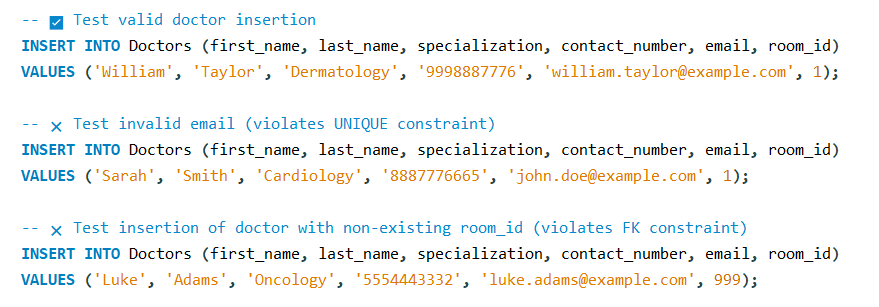 -- ☑ Test valid doctor insertion
INSERT INTO Doctors (first_name, last_name, specialization, contact_number, email, room_id)
VALUES ('William', 'Taylor', 'Dermatology', '9998887776', 'william.taylor@example.com', 1);
-- ✕ Test invalid email (violates UNIQUE constraint)
INSERT INTO Doctors (first_name, last_name, specialization, contact_number, email, room_id)
VALUES ('Sarah', 'Smith', 'Cardiology', '8887776665', 'john.doe@example.com', 1);
-- ✕ Test insertion of doctor with non-existing room_id (violates FK constraint)
INSERT INTO Doctors (first_name, last_name, specialization, contact_number, email, room_id)
VALUES ('Luke', 'Adams', 'Oncology', '5554443332', 'luke.adams@example.com', 999);